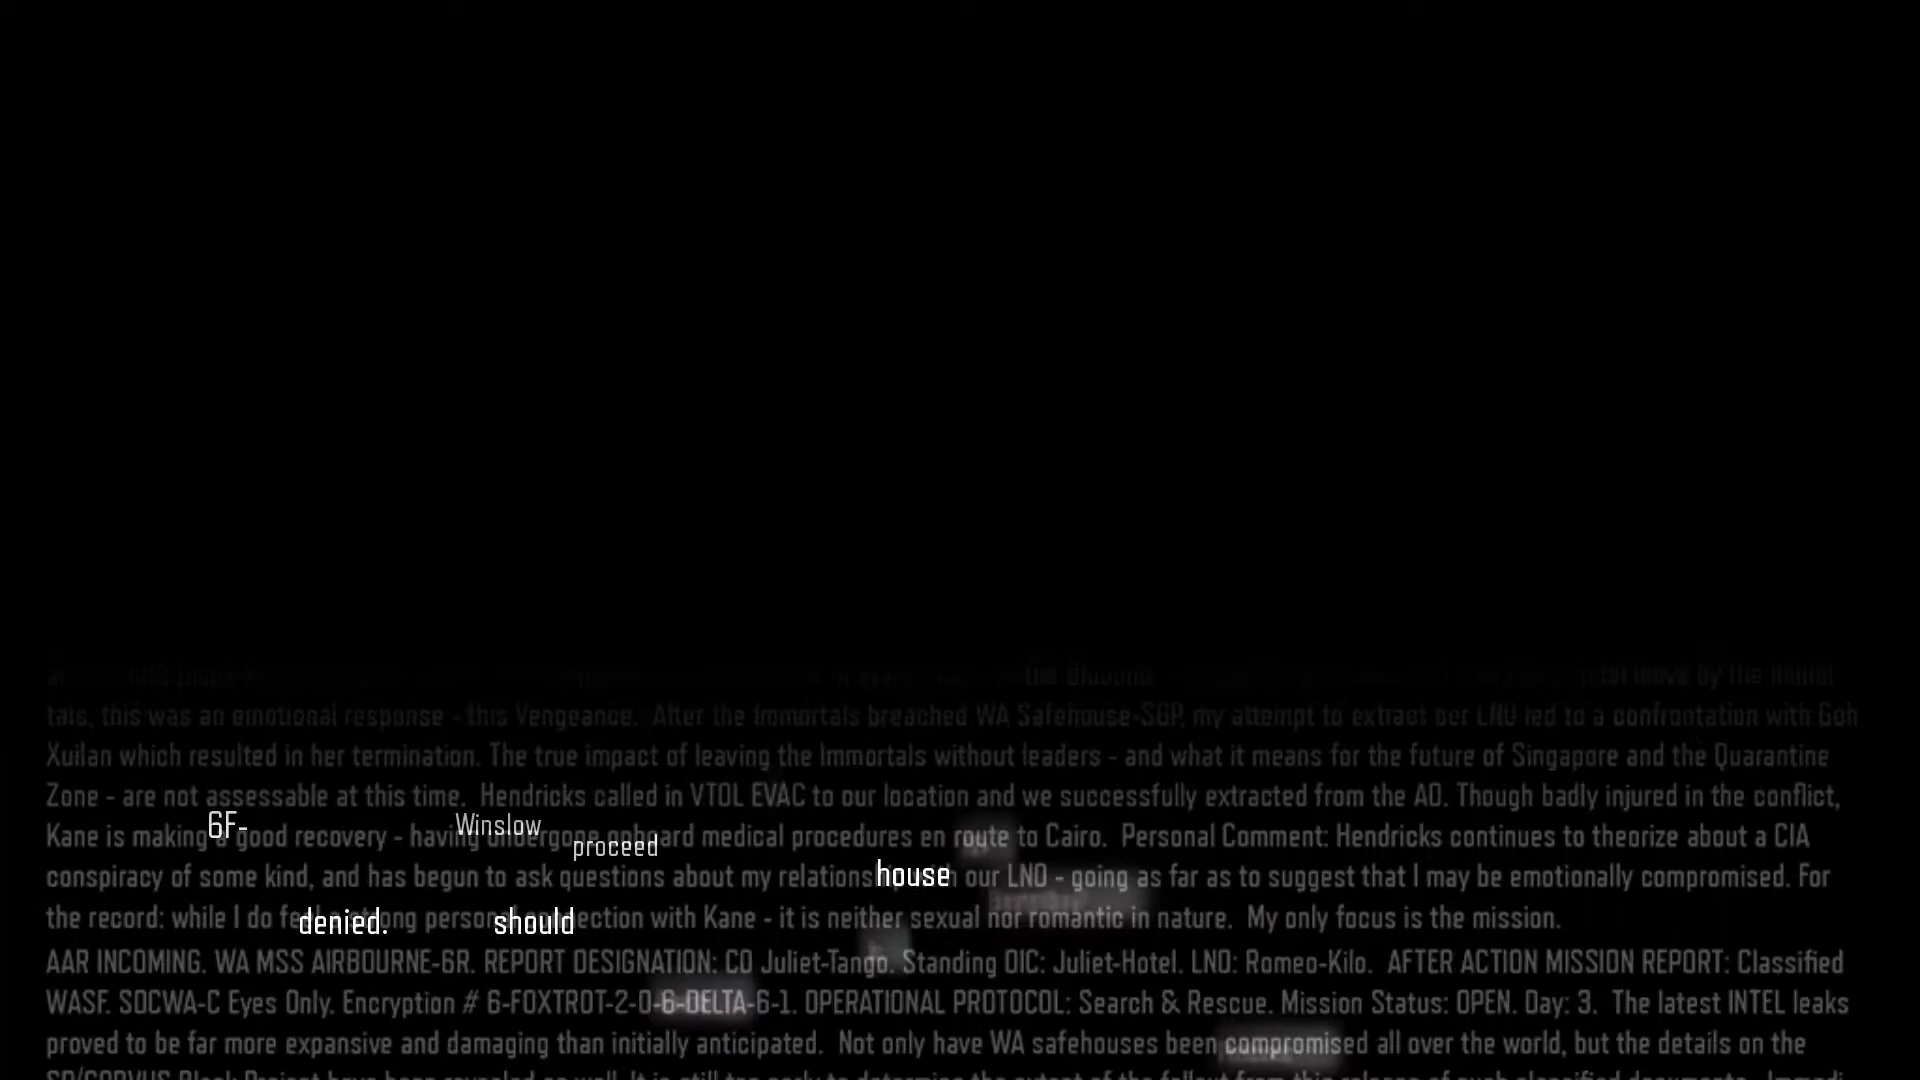 the move by the
tals, this was an emotional response - this Vengeance. After the Immortals breached WA Safehouse-SGP, my attempt to extract our LNO led to a confrontation with Goh
Xuilan which resulted in her termination. The true impact of leaving the Immortals without leaders - and what it means for the future of Singapore and the Quarantine
Zone - are not assessable at this time. Hendricks called in VTOL EVAC to our location and we successfully extracted from the AO. Though badly injured in the conflict,
6F- Winslow
Kane is making good recovery - having undergone onboard medical procedures en route to Cairo. Personal Comment: Hendricks continues to theorize about a CIA
proceed
conspiracy of some kind, and has begun to ask questions about my relations our LNO - going as far as to suggest that I may be emotionally compromised. For
house
the record: while I do with Kane - it is neither sexual nor romantic in nature. My only focus is the mission.
denied. should
AAR INCOMING. WA MSS AIRBOURNE-6R. REPORT DESIGNATION: CO Juliet-Tango. Standing OIC: Juliet-Hotel. LNO: Romeo-Kilo. AFTER ACTION MISSION REPORT: Classified
WASF. SOCWA-C Eyes Only. Encryption # 6-FOXTROT-2-0-6-DELTA-6-1. OPERATIONAL PROTOCOL: Search & Rescue. Mission Status: OPEN. Day: 3. The latest INTEL leaks
proved to be far more expansive and damaging than initially anticipated. Not only have WA safehouses been compromised all over the world, but the details on the